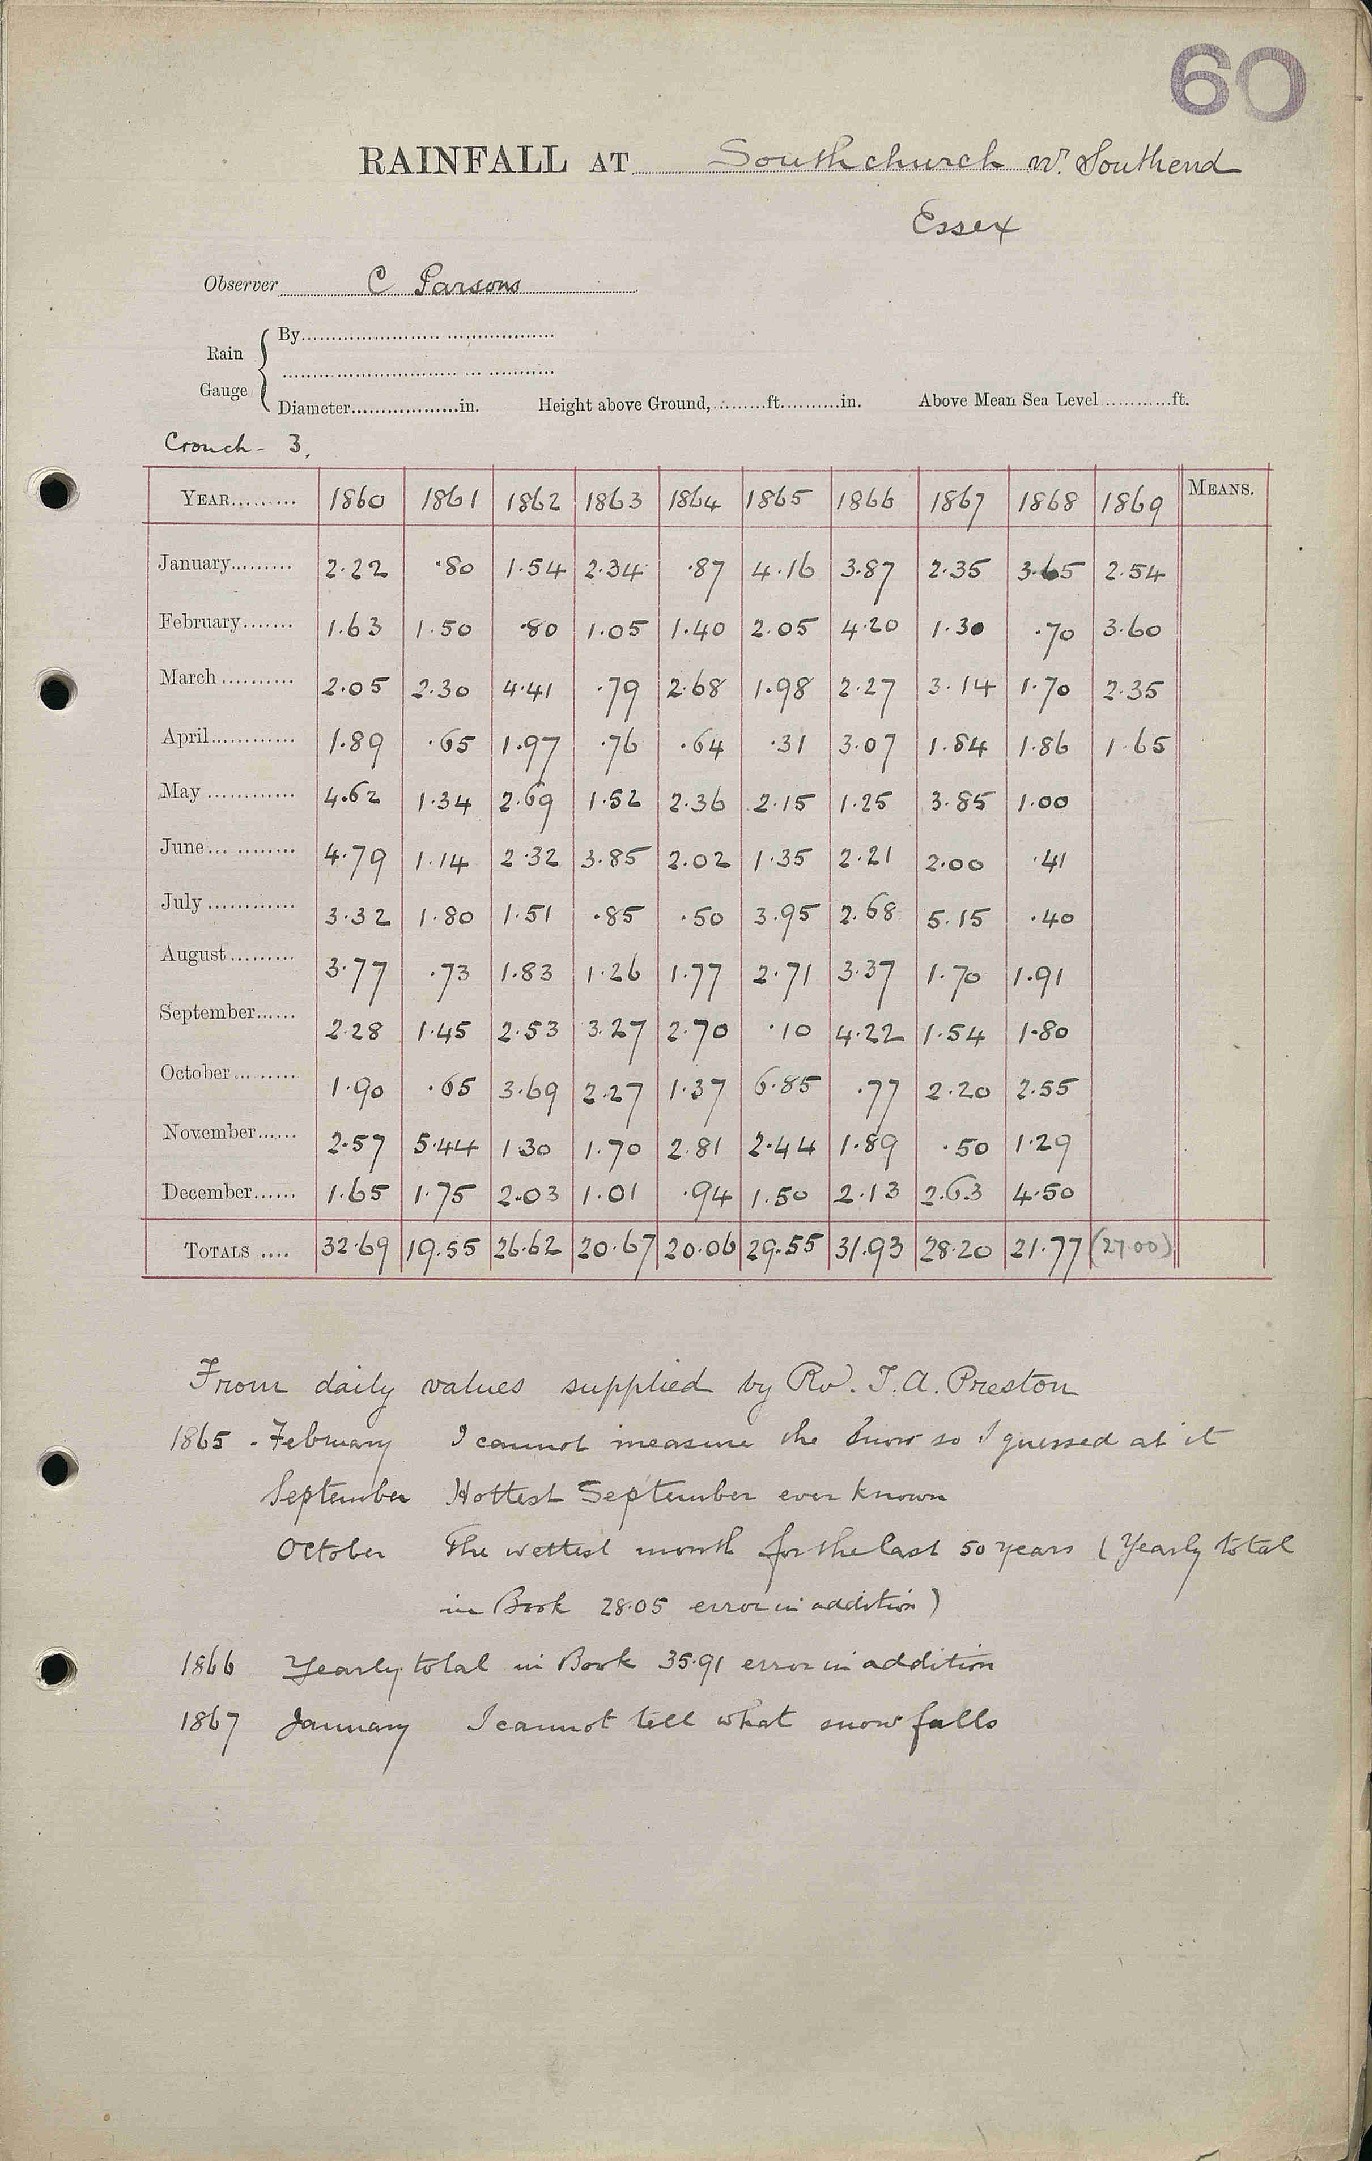 60
RAINFALL AT Southchurch nr. Southend
Essex
Observer C Parsons
Rain Gauge { By
Diameter in. Height above Ground, ft. in. Above Mean Sea Level ft.
Crouch - 3.
YEAR 1860 1861 1862 1863 1864 1865 1866 1867 1868 1869 MEANS.
January 2.22 .80 1.54 2.34 .87 4.16 3.87 2.35 3.65 2.54
February 1.63 1.50 .80 1.05 1.40 2.05 4.20 1.30 .70 3.60
March 2.05 2.30 4.41 .79 2.68 1.98 2.27 3.14 1.70 2.35
April 1.89 .65 1.97 .76 .64 .31 3.07 1.84 1.86 1.65
May 4.62 1.34 2.69 1.52 2.36 2.15 1.25 3.85 1.00
June 4.79 1.14 2.32 3.85 2.02 1.35 2.21 2.00 .41
July 3.32 1.80 1.51 .85 .50 3.95 2.68 5.15 .40
August 3.77 .73 1.83 1.26 1.77 2.71 3.37 1.70 1.91
September 2.28 1.45 2.53 3.27 2.70 .10 4.22 1.54 1.80
October 1.90 .65 3.69 2.27 1.37 6.85 .77 2.20 2.55
November 2.57 5.44 1.30 1.70 2.81 2.44 1.89 .50 1.29
December 1.65 1.75 2.03 1.01 .94 1.50 2.13 2.63 4.50
TOTALS 32.69 19.55 26.62 20.67 20.06 29.55 31.93 28.20 21.77 (27.00)
From daily values supplied by Rev. T. A. Preston
1865 - February I cannot measure the snow so I guessed at it
September Hottest September ever known
October The wettest month for the last 50 years (Yearly total
in Book 28.05 error in addition)
1866 Yearly total in Book 35.91 error in addition
1867 January I cannot tell what snow falls